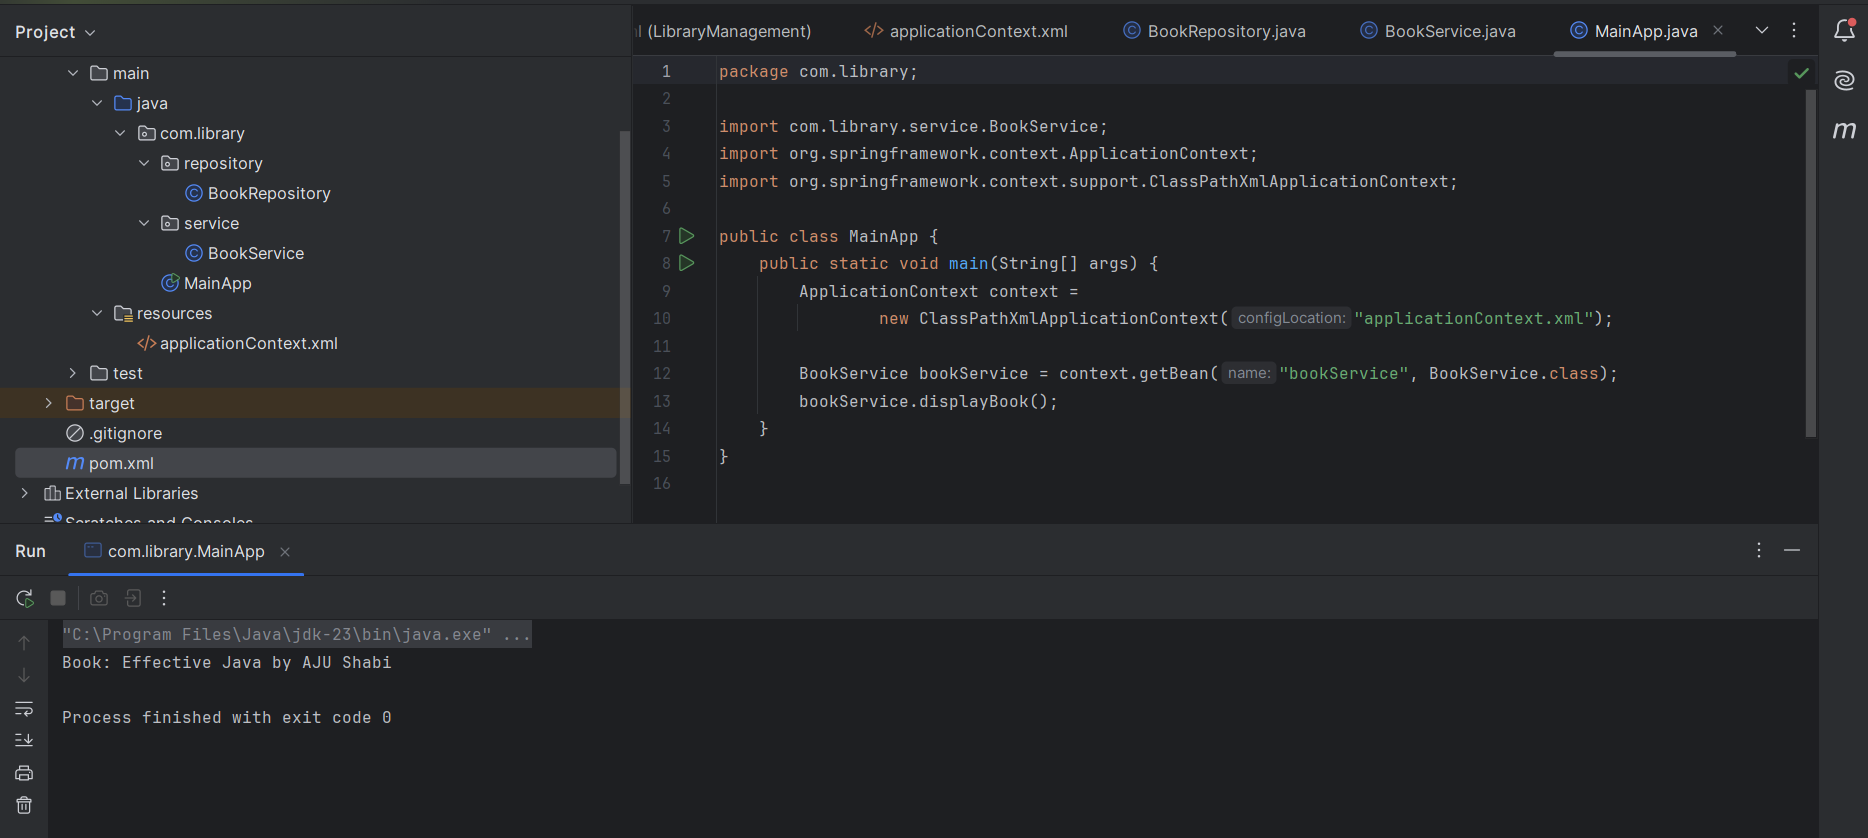 Project
main
java
com.library
repository
BookRepository
service
BookService
MainApp
resources
applicationContext.xml
test
target
.gitignore
m pom.xml
External Libraries
Scratches and Consoles
(LibraryManagement)
</> applicationContext.xml
BookRepository.java
BookService.java
MainApp.java
1 package com.library;
2
3 import com.library.service.BookService;
4 import org.springframework.context.ApplicationContext;
5 import org.springframework.context.support.ClassPathXmlApplicationContext;
6
7 public class MainApp {
8 public static void main(String[] args) {
9 ApplicationContext context =
10 new ClassPathXmlApplicationContext( configLocation: "applicationContext.xml");
11
12 BookService bookService = context.getBean( name: "bookService", BookService.class);
13 bookService.displayBook();
14 }
15 }
16
m
Run
com.library.MainApp
"C:\Program Files\Java\jdk-23\bin\java.exe" ...
Book: Effective Java by AJU Shabi
Process finished with exit code 0